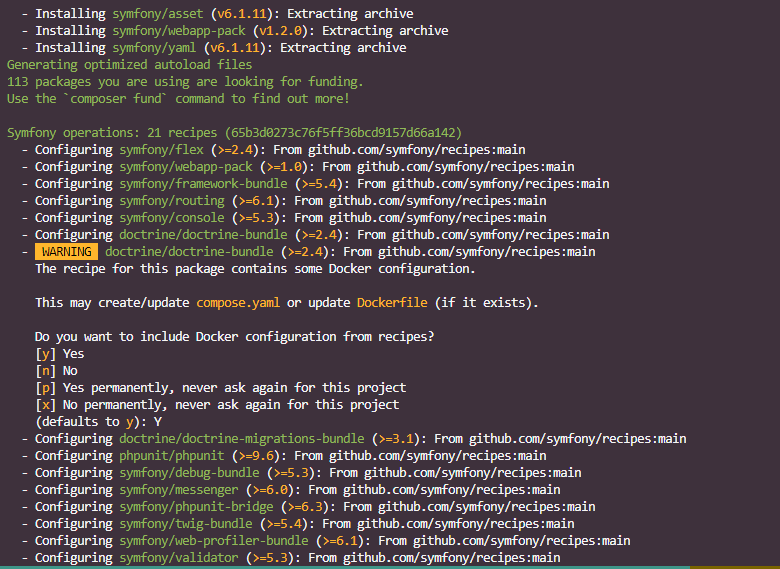 - Installing symfony/asset (v6.1.11): Extracting archive
- Installing symfony/webapp-pack (v1.2.0): Extracting archive
- Installing symfony/yaml (v6.1.11): Extracting archive
Generating optimized autoload files
113 packages you are using are looking for funding.
Use the `composer fund` command to find out more!
Symfony operations: 21 recipes (65b3d0273c76f5ff36bcd9157d66a142)
- Configuring symfony/flex (>=2.4): From github.com/symfony/recipes:main
- Configuring symfony/webapp-pack (>=1.0): From github.com/symfony/recipes:main
- Configuring symfony/framework-bundle (>=5.4): From github.com/symfony/recipes:main
- Configuring symfony/routing (>=6.1): From github.com/symfony/recipes:main
- Configuring symfony/console (>=5.3): From github.com/symfony/recipes:main
- Configuring doctrine/doctrine-bundle (>=2.4): From github.com/symfony/recipes:main
- WARNING doctrine/doctrine-bundle (>=2.4): From github.com/symfony/recipes:main
The recipe for this package contains some Docker configuration.
This may create/update compose.yaml or update Dockerfile (if it exists).
Do you want to include Docker configuration from recipes?
[y] Yes
[n] No
[p] Yes permanently, never ask again for this project
[x] No permanently, never ask again for this project
(defaults to y): Y
- Configuring doctrine/doctrine-migrations-bundle (>=3.1): From github.com/symfony/recipes:main
- Configuring phpunit/phpunit (>=9.6): From github.com/symfony/recipes:main
- Configuring symfony/debug-bundle (>=5.3): From github.com/symfony/recipes:main
- Configuring symfony/messenger (>=6.0): From github.com/symfony/recipes:main
- Configuring symfony/phpunit-bridge (>=6.3): From github.com/symfony/recipes:main
- Configuring symfony/twig-bundle (>=5.4): From github.com/symfony/recipes:main
- Configuring symfony/web-profiler-bundle (>=6.1): From github.com/symfony/recipes:main
- Configuring symfony/validator (>=5.3): From github.com/symfony/recipes:main